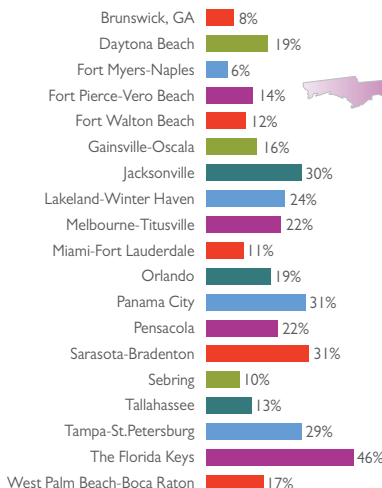 Brunswick, GA 8%
Daytona Beach 19%
Fort Myers-Naples 6%
Fort Pierce-Vero Beach 14%
Fort Walton Beach 12%
Gainsville-Oscala 16%
Jacksonville 30%
Lakeland-Winter Haven 24%
Melbourne-Titusville 22%
Miami-Fort Lauderdale 11%
Orlando 19%
Panama City 31%
Pensacola 22%
Sarasota-Bradenton 31%
Sebring 10%
Tallahassee 13%
Tampa-St.Petersburg 29%
The Florida Keys 46%
West Palm Beach-Boca Raton 17%